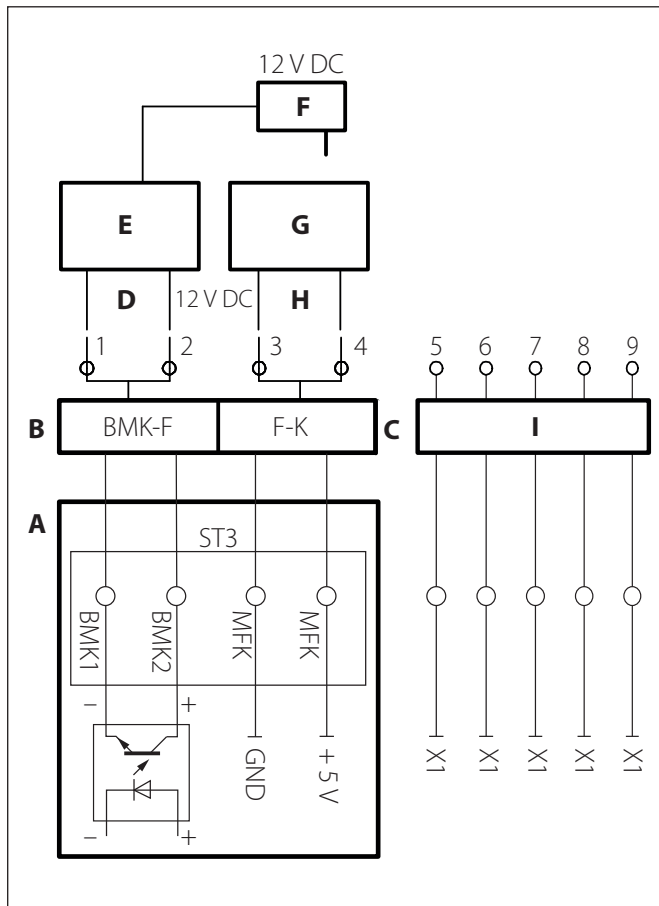 12 V DC
F
E
G
D
12 V DC
H
1
2
3
4
5
6
7
8
9
B
BMK-F
F-K
C
I
A
ST3
BMK1
BMK2
MFK
MFK
–
+
GND
+ 5 V
–
+
X1
X1
X1
X1
X1